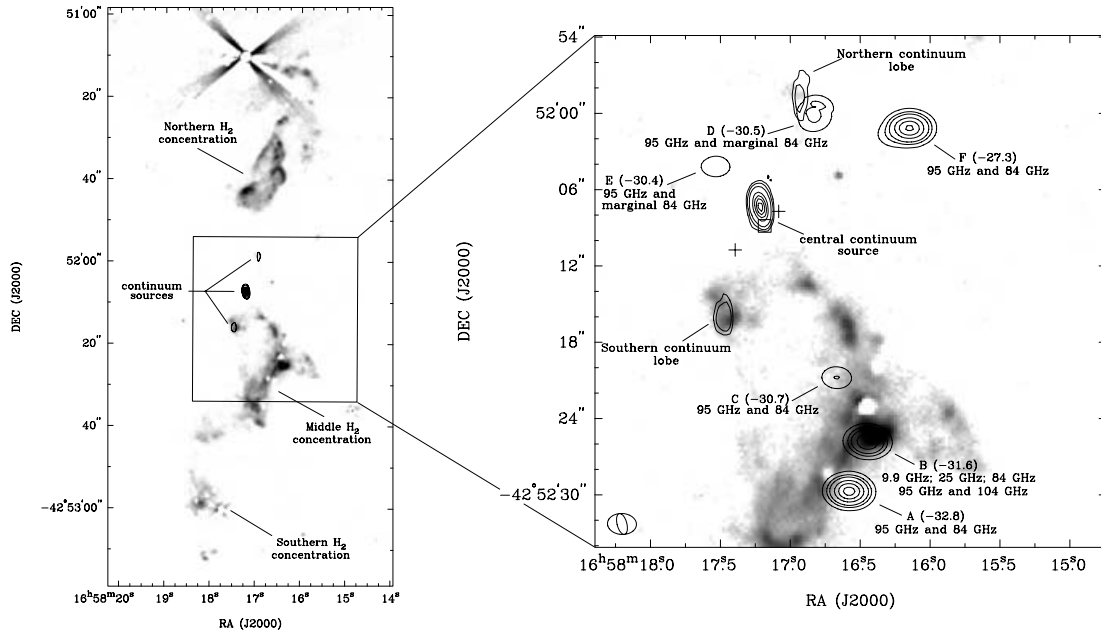 51'00"
20"
Northern H₂
concentration
40"
52'00"
continuum
sources
20"
Middle H₂
concentration
40"
−42°53'00"
Southern H₂
concentration
16ʰ58ᵐ20ˢ
18ˢ
17ˢ
16ˢ
15ˢ
14ˢ
DEC (J2000)
RA (J2000)
54"
Northern continuum
lobe
52'00"
D (−30.5)
95 GHz and marginal 84 GHz
F (−27.3)
95 GHz and 84 GHz
E (−30.4)
95 GHz and
marginal 84 GHz
06"
central continuum
source
12"
18"
Southern continuum
lobe
C (−30.7)
95 GHz and 84 GHz
24"
B (−31.6)
9.9 GHz; 25 GHz; 84 GHz
95 GHz and 104 GHz
−42°52'30"
A (−32.8)
95 GHz and 84 GHz
16ʰ58ᵐ18ˢ.0
17ˢ.5
17ˢ.0
16ˢ.5
16ˢ.0
15ˢ.5
15ˢ.0
DEC (J2000)
RA (J2000)